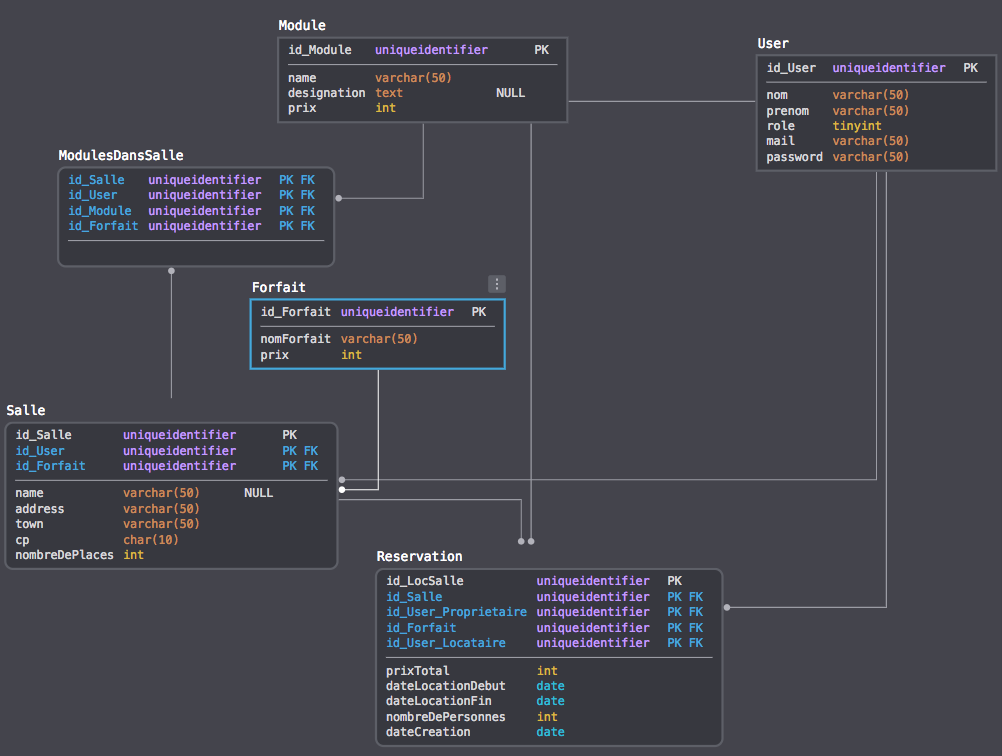 Module
id_Module uniqueidentifier PK
name varchar(50)
designation text NULL
prix int
User
id_User uniqueidentifier PK
nom varchar(50)
prenom varchar(50)
role tinyint
mail varchar(50)
password varchar(50)
ModulesDansSalle
id_Salle uniqueidentifier PK FK
id_User uniqueidentifier PK FK
id_Module uniqueidentifier PK FK
id_Forfait uniqueidentifier PK FK
Forfait
id_Forfait uniqueidentifier PK
nomForfait varchar(50)
prix int
Salle
id_Salle uniqueidentifier PK
id_User uniqueidentifier PK FK
id_Forfait uniqueidentifier PK FK
name varchar(50) NULL
address varchar(50)
town varchar(50)
cp char(10)
nombreDePlaces int
Reservation
id_LocSalle uniqueidentifier PK
id_Salle uniqueidentifier PK FK
id_User_Proprietaire uniqueidentifier PK FK
id_Forfait uniqueidentifier PK FK
id_User_Locataire uniqueidentifier PK FK
prixTotal int
dateLocationDebut date
dateLocationFin date
nombreDePersonnes int
dateCreation date